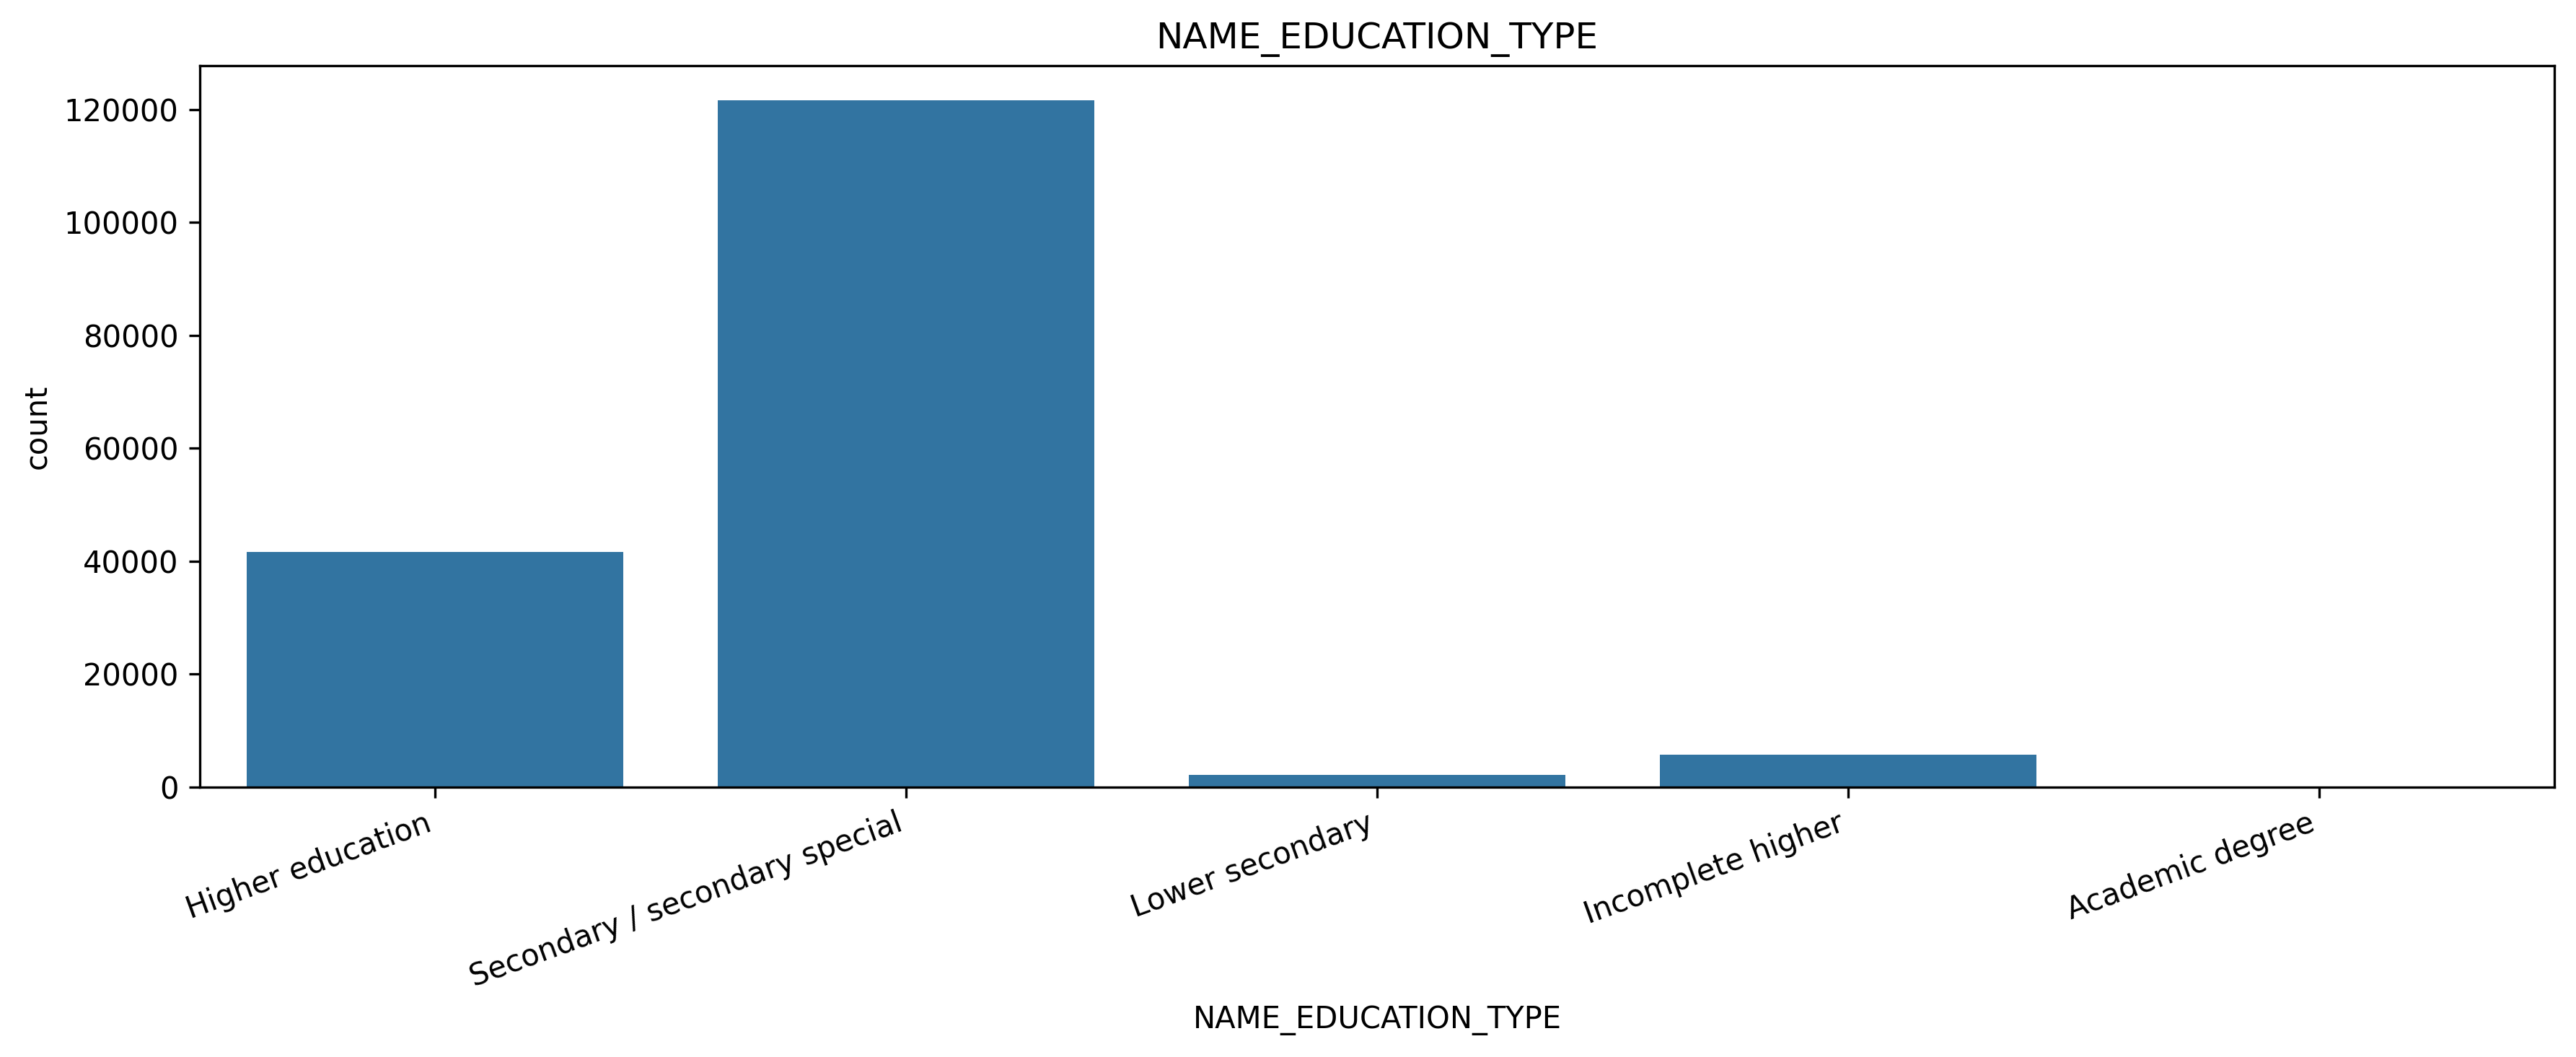 NAME_EDUCATION_TYPE
120000
100000
80000
60000
40000
20000
0
count
Higher education
Secondary / secondary special
Lower secondary
Incomplete higher
Academic degree
NAME_EDUCATION_TYPE